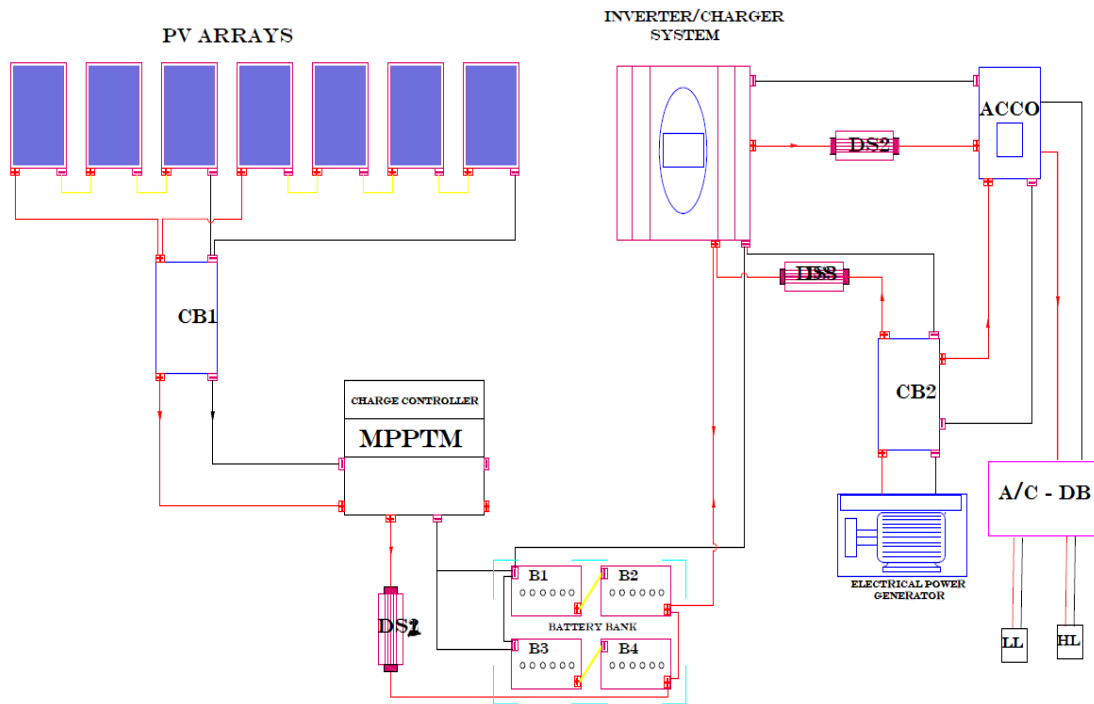 PV ARRAYS
INVERTER/CHARGER
SYSTEM
ACCO
DS2
CB1
CB2
CHARGE CONTROLLER
MPPTM
A/C - DB
B1
B2
BATTERY BANK
B3
B4
ELECTRICAL POWER
GENERATOR
LL
HL